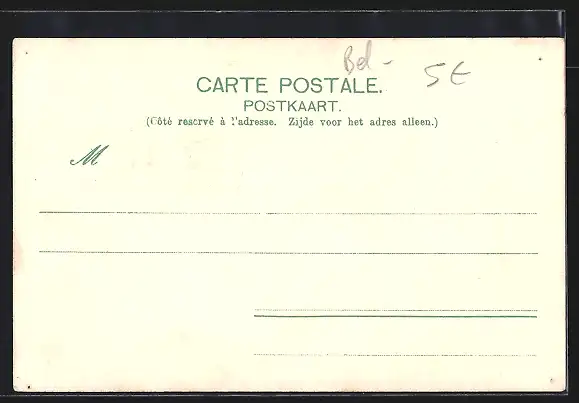 Bel - 5 €
CARTE POSTALE.
POSTKAART.
(Côté reservé à l'adresse. Zijde voor het adres alleen.)
M